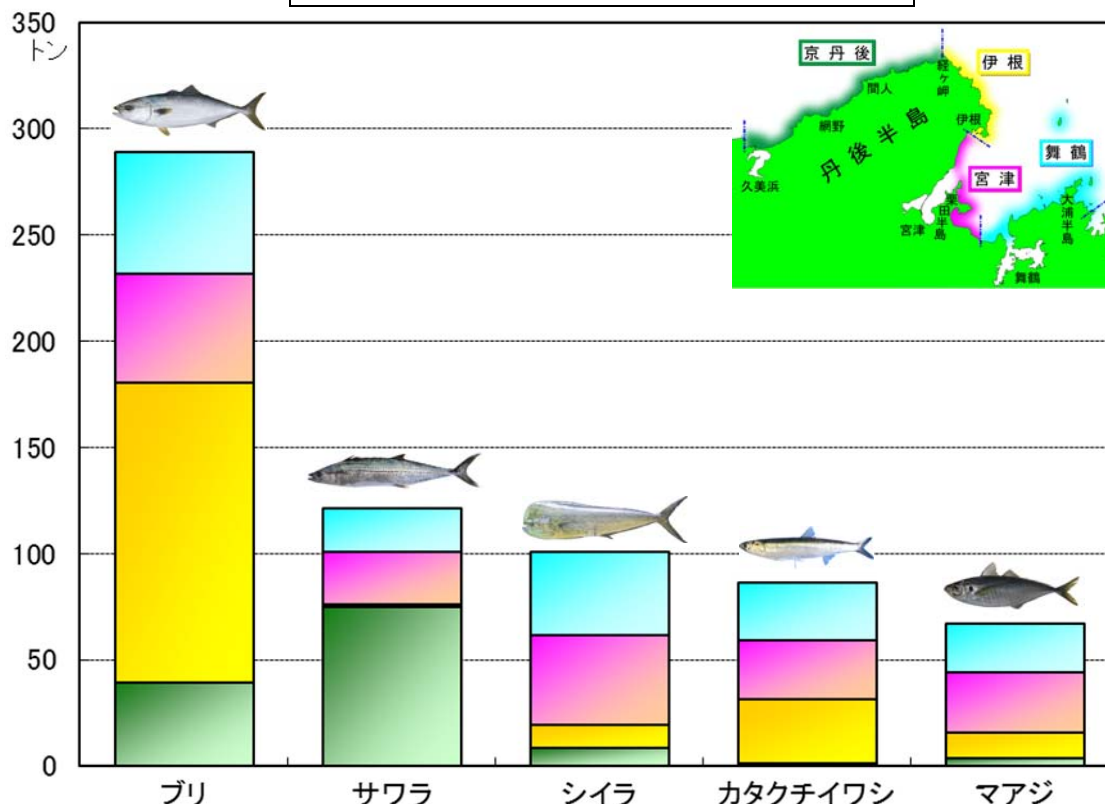 350
トン
300
250
200
150
100
50
0
ブリ
サワラ
シイラ
カタクチイワシ
マアジ
京丹後
経ヶ岬
伊根
間人
網野
伊根
丹後半島
舞鶴
久美浜
宮津
栗田半島
宮津
大浦半島
舞鶴